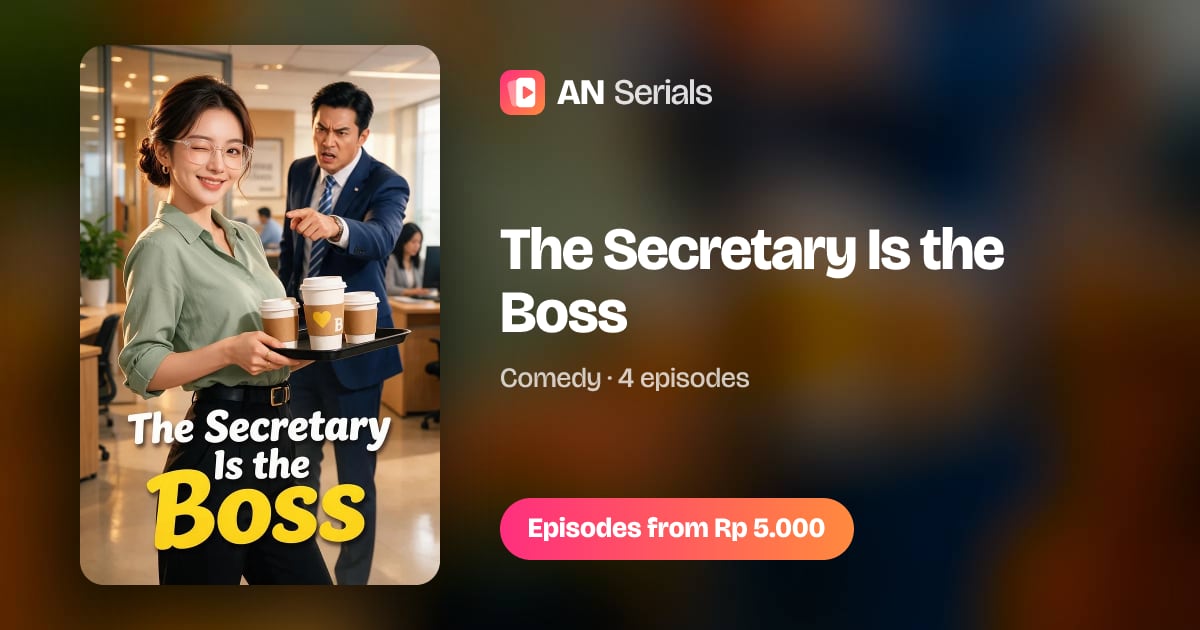 The Secretary
Is the
Boss
B
AN Serials
The Secretary Is the
Boss
Comedy · 4 episodes
Episodes from Rp 5.000